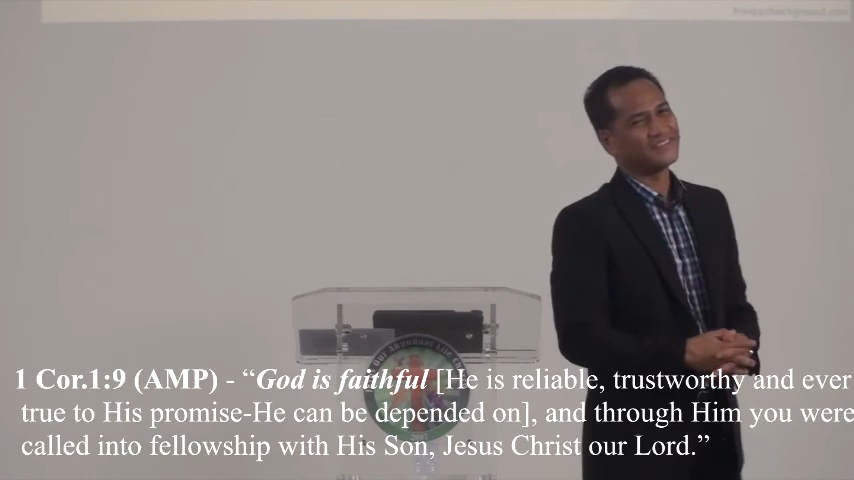 1 Cor.1:9 (AMP) - “God is faithful [He is reliable, trustworthy and ever
true to His promise-He can be depended on], and through Him you were
called into fellowship with His Son, Jesus Christ our Lord.”